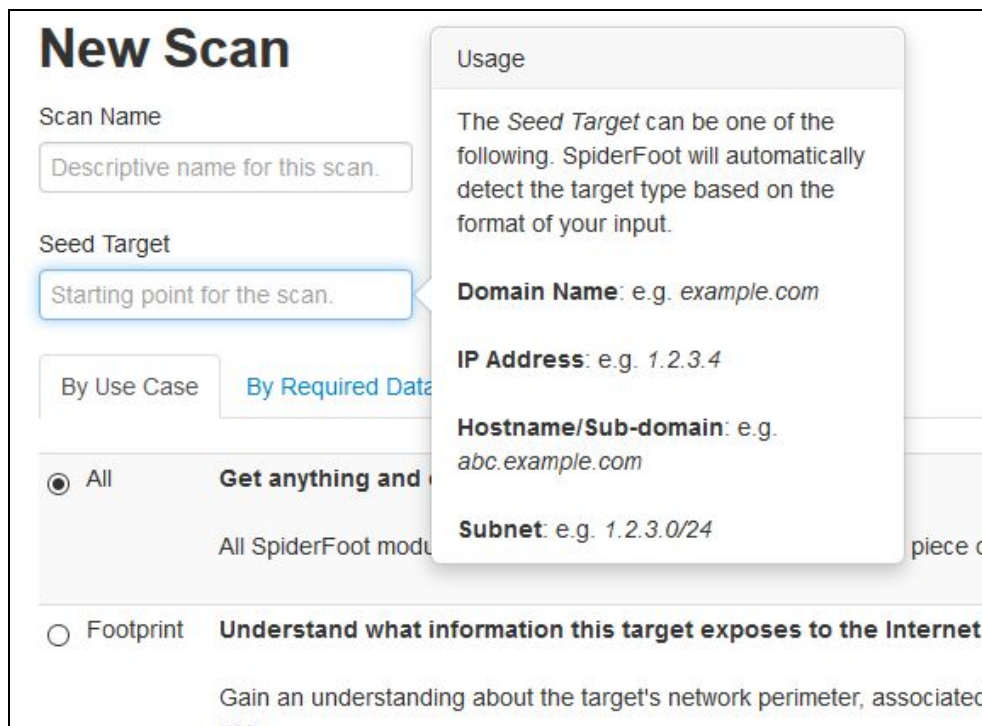 New Scan
Scan Name
Descriptive name for this scan.
Seed Target
Starting point for the scan.
By Use Case
By Required Data
Usage
The Seed Target can be one of the
following. SpiderFoot will automatically
detect the target type based on the
format of your input.
Domain Name: e.g. example.com
IP Address: e.g. 1.2.3.4
Hostname/Sub-domain: e.g.
abc.example.com
Subnet: e.g. 1.2.3.0/24
All
Get anything and
All SpiderFoot piece
Footprint
Understand what information this target exposes to the Internet
Gain an understanding about the target's network perimeter, associated